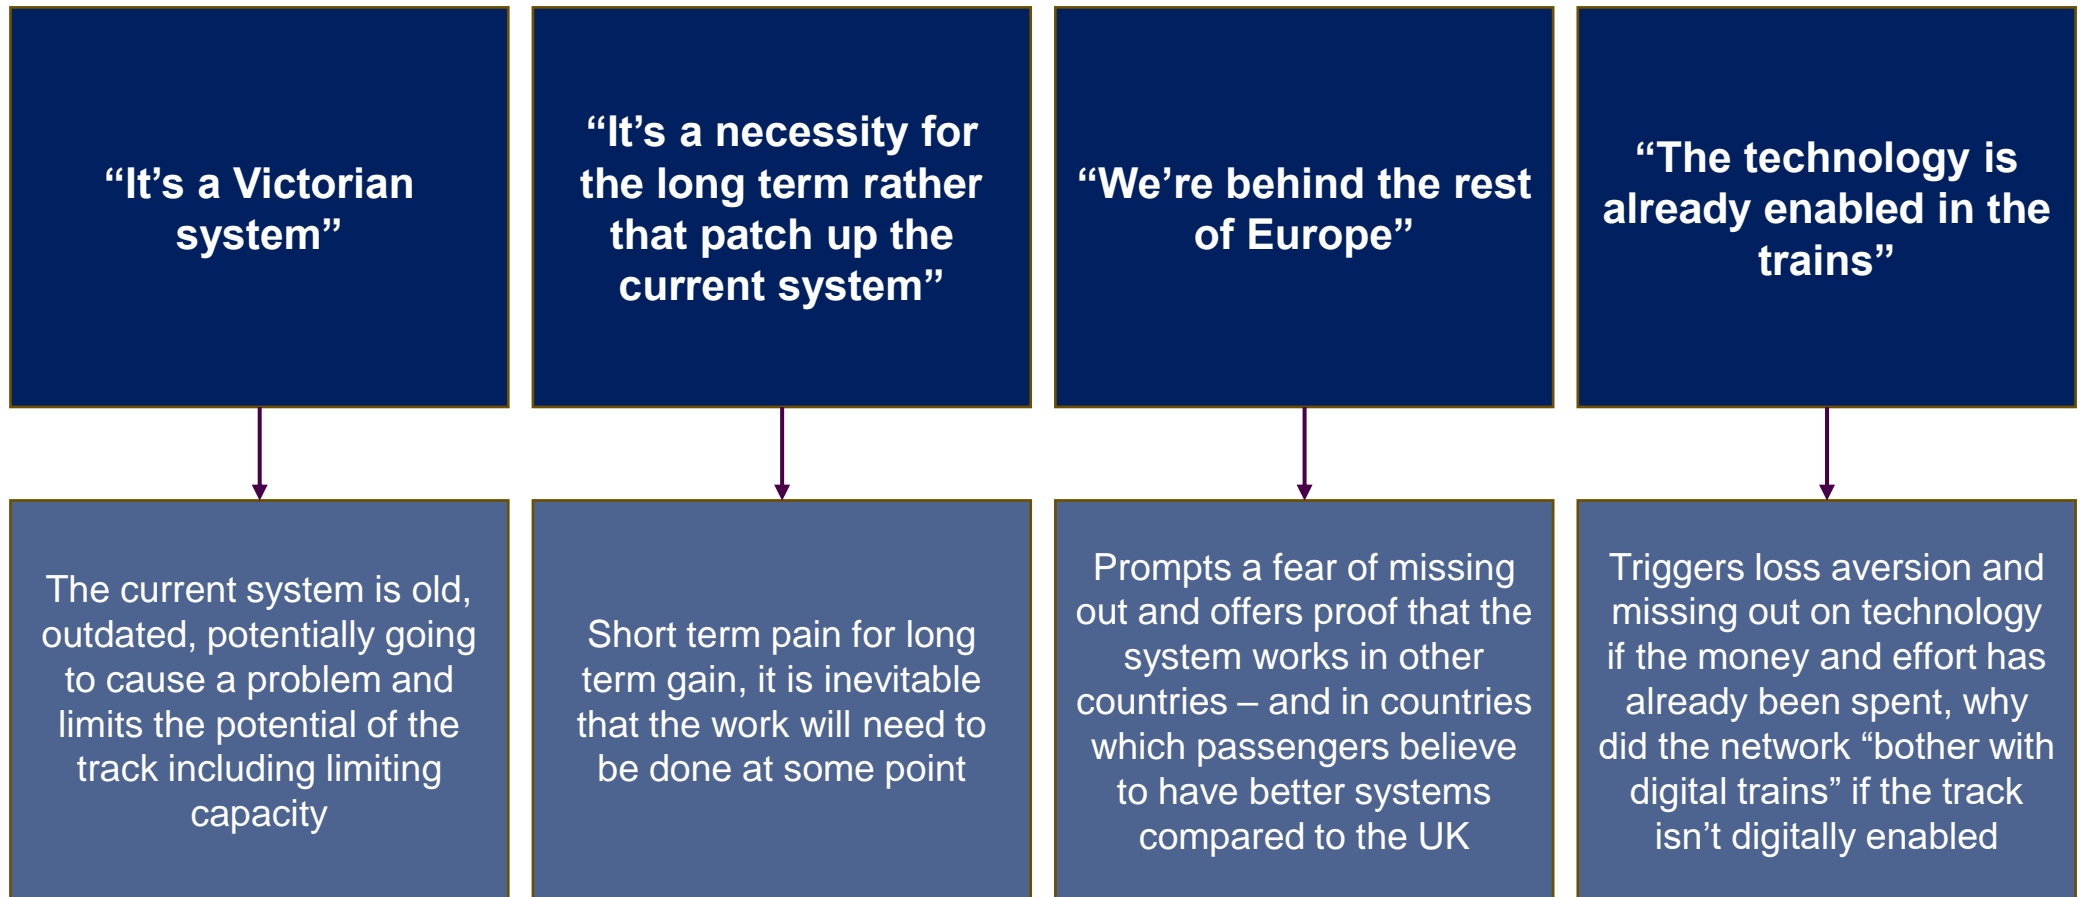 “It’s a Victorian
system”
“It’s a necessity for
the long term rather
that patch up the
current system”
“We’re behind the rest
of Europe”
“The technology is
already enabled in the
trains”
The current system is old,
outdated, potentially going
to cause a problem and
limits the potential of the
track including limiting
capacity
Short term pain for long
term gain, it is inevitable
that the work will need to
be done at some point
Prompts a fear of missing
out and offers proof that the
system works in other
countries – and in countries
which passengers believe
to have better systems
compared to the UK
Triggers loss aversion and
missing out on technology
if the money and effort has
already been spent, why
did the network “bother with
digital trains” if the track
isn’t digitally enabled